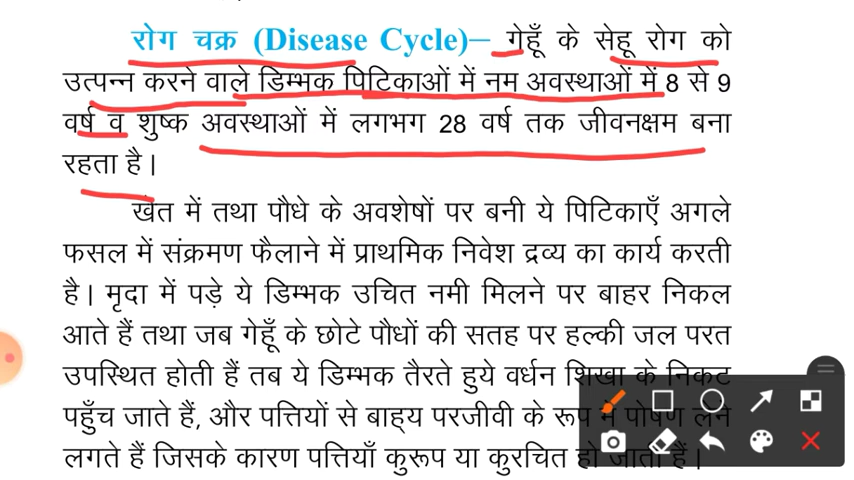 रोग चक्र (Disease Cycle)– गेहूँ के सेहू रोग को
उत्पन्न करने वाले डिम्भक पिटिकाओं में नम अवस्थाओं में 8 से 9
वर्ष व शुष्क अवस्थाओं में लगभग 28 वर्ष तक जीवनक्षम बना
रहता है।
खेत में तथा पौधे के अवशेषों पर बनी ये पिटिकाएँ अगले
फसल में संक्रमण फैलाने में प्राथमिक निवेश द्रव्य का कार्य करती
है। मृदा में पड़े ये डिम्भक उचित नमी मिलने पर बाहर निकल
आते हैं तथा जब गेहूँ के छोटे पौधों की सतह पर हल्की जल परत
उपस्थित होती हैं तब ये डिम्भक तैरते हुये वर्धन शिखा के निकट
पहुँच जाते हैं, और पत्तियों से बाह्य परजीवी के रूप में पोषण लेने
लगते हैं जिसके कारण पत्तियाँ कुरूप या कुरचित हो जाती हैं।